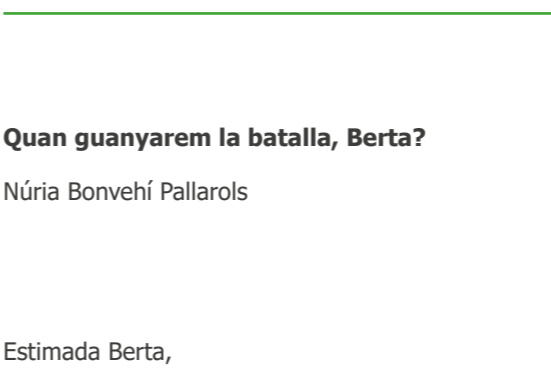 Quan guanyarem la batalla, Berta?
Núria Bonvehí Pallarols
Estimada Berta,